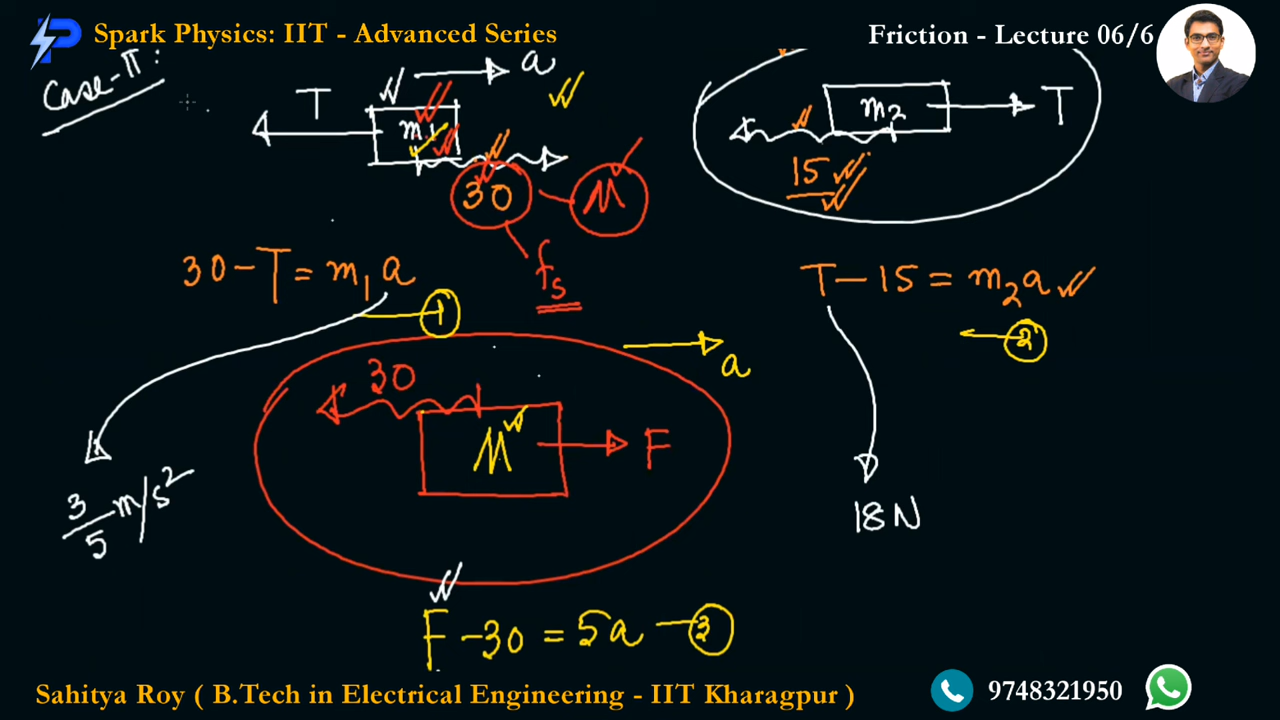 Spark Physics: IIT - Advanced Series
Friction - Lecture 06/6
Case-II:
a
T
m1
30
M
fs
m2
T
15
30 - T = m1a
1
T - 15 = m2a
2
a
30
M
F
3/5 m/s²
18N
F - 30 = 5a
3
Sahitya Roy ( B.Tech in Electrical Engineering - IIT Kharagpur )
9748321950